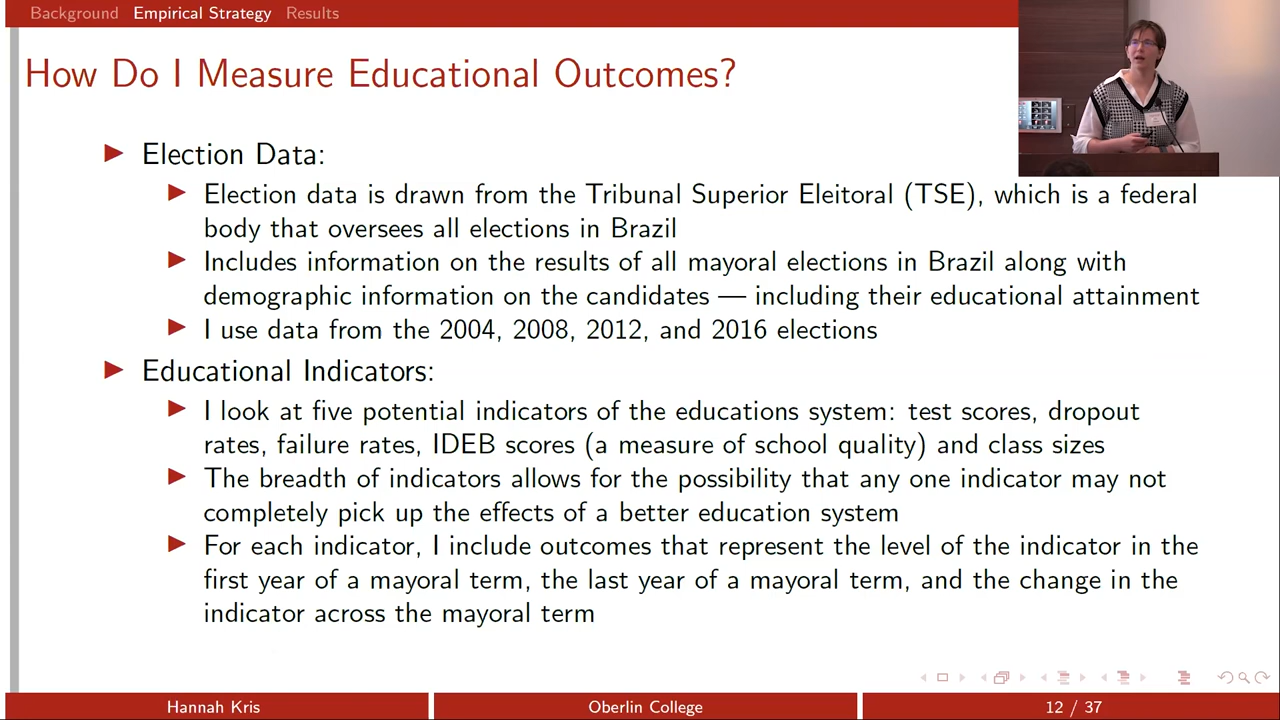 Background Empirical Strategy Results
How Do I Measure Educational Outcomes?
Election Data:
Election data is drawn from the Tribunal Superior Eleitoral (TSE), which is a federal
body that oversees all elections in Brazil
Includes information on the results of all mayoral elections in Brazil along with
demographic information on the candidates — including their educational attainment
I use data from the 2004, 2008, 2012, and 2016 elections
Educational Indicators:
I look at five potential indicators of the educations system: test scores, dropout
rates, failure rates, IDEB scores (a measure of school quality) and class sizes
The breadth of indicators allows for the possibility that any one indicator may not
completely pick up the effects of a better education system
For each indicator, I include outcomes that represent the level of the indicator in the
first year of a mayoral term, the last year of a mayoral term, and the change in the
indicator across the mayoral term
Hannah Kris Oberlin College 12 / 37